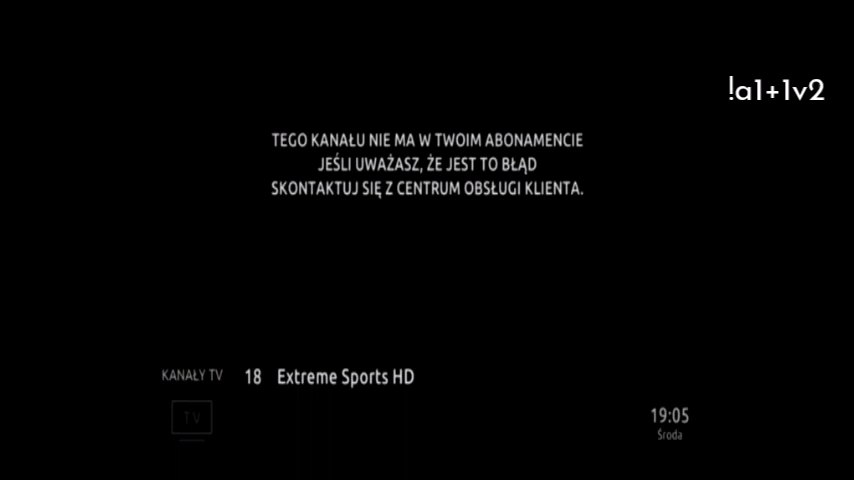 !a1+1v2
TEGO KANAŁU NIE MA W TWOIM ABONAMENCIE
JEŚLI UWAŻASZ, ŻE JEST TO BŁĄD
SKONTAKTUJ SIĘ Z CENTRUM OBSŁUGI KLIENTA.
KANAŁY TV 18 Extreme Sports HD
TV
19:05
Środa